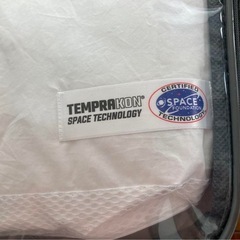 TEMPRAKON®
SPACE TECHNOLOGY
CERTIFIED
SPACE
FOUNDATION
TECHNOLOGY